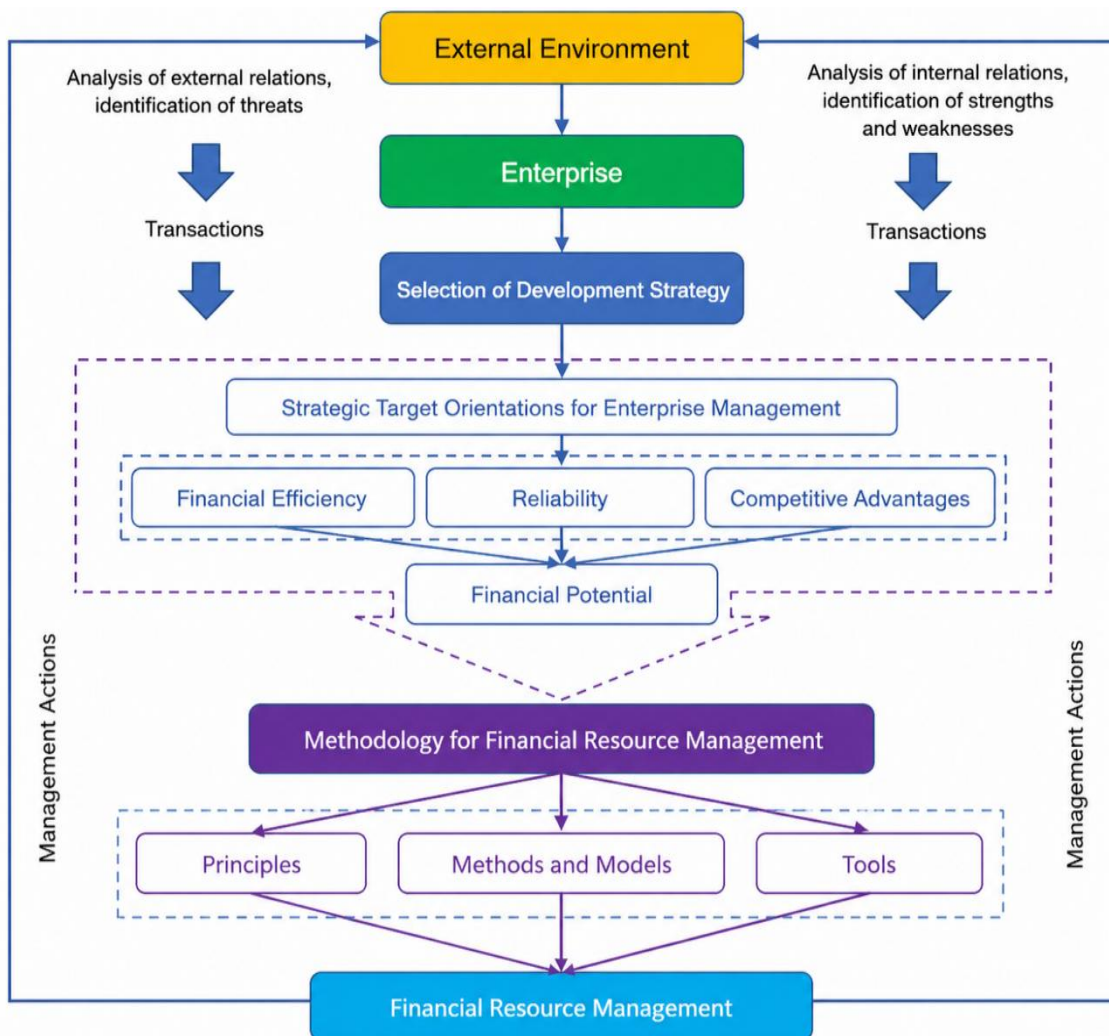 External Environment
Analysis of external relations,
identification of threats
Analysis of internal relations,
identification of strengths
and weaknesses
Enterprise
Transactions
Transactions
Selection of Development Strategy
Strategic Target Orientations for Enterprise Management
Financial Efficiency
Reliability
Competitive Advantages
Financial Potential
Management Actions
Management Actions
Methodology for Financial Resource Management
Principles
Methods and Models
Tools
Financial Resource Management